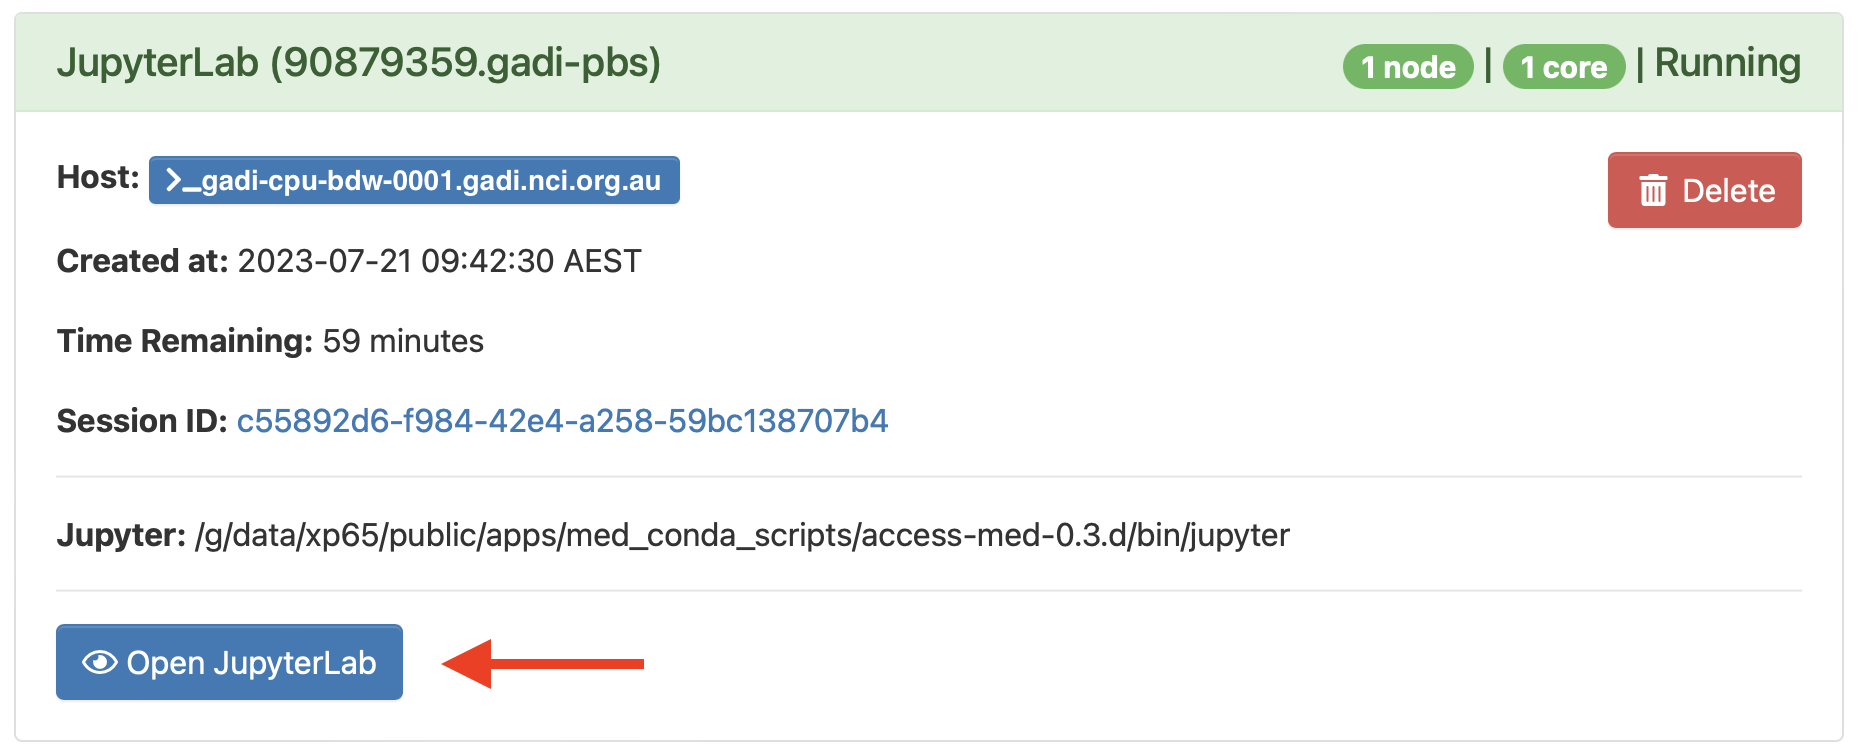 JupyterLab (90879359.gadi-pbs)
1 node | 1 core | Running
Host: >_gadi-cpu-bdw-0001.gadi.nci.org.au
Delete
Created at: 2023-07-21 09:42:30 AEST
Time Remaining: 59 minutes
Session ID: c55892d6-f984-42e4-a258-59bc138707b4
Jupyter: /g/data/xp65/public/apps/med_conda_scripts/access-med-0.3.d/bin/jupyter
Open JupyterLab